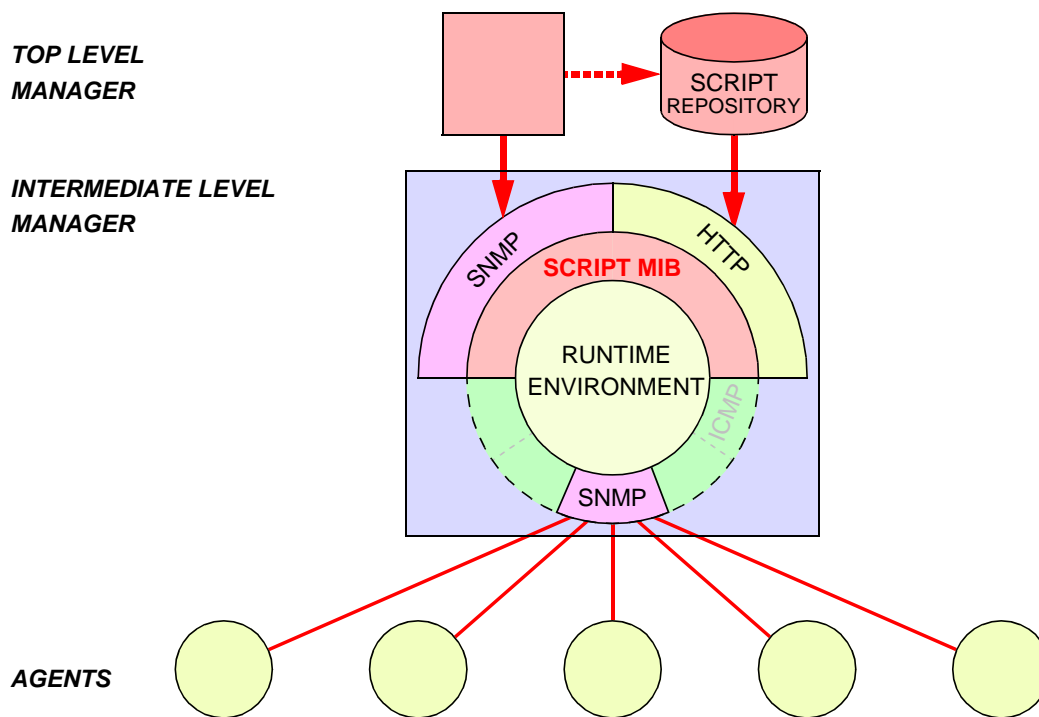 TOP LEVEL
MANAGER
SCRIPT
REPOSITORY
INTERMEDIATE LEVEL
MANAGER
SNMP
HTTP
SCRIPT MIB
RUNTIME
ENVIRONMENT
ICMP
SNMP
AGENTS